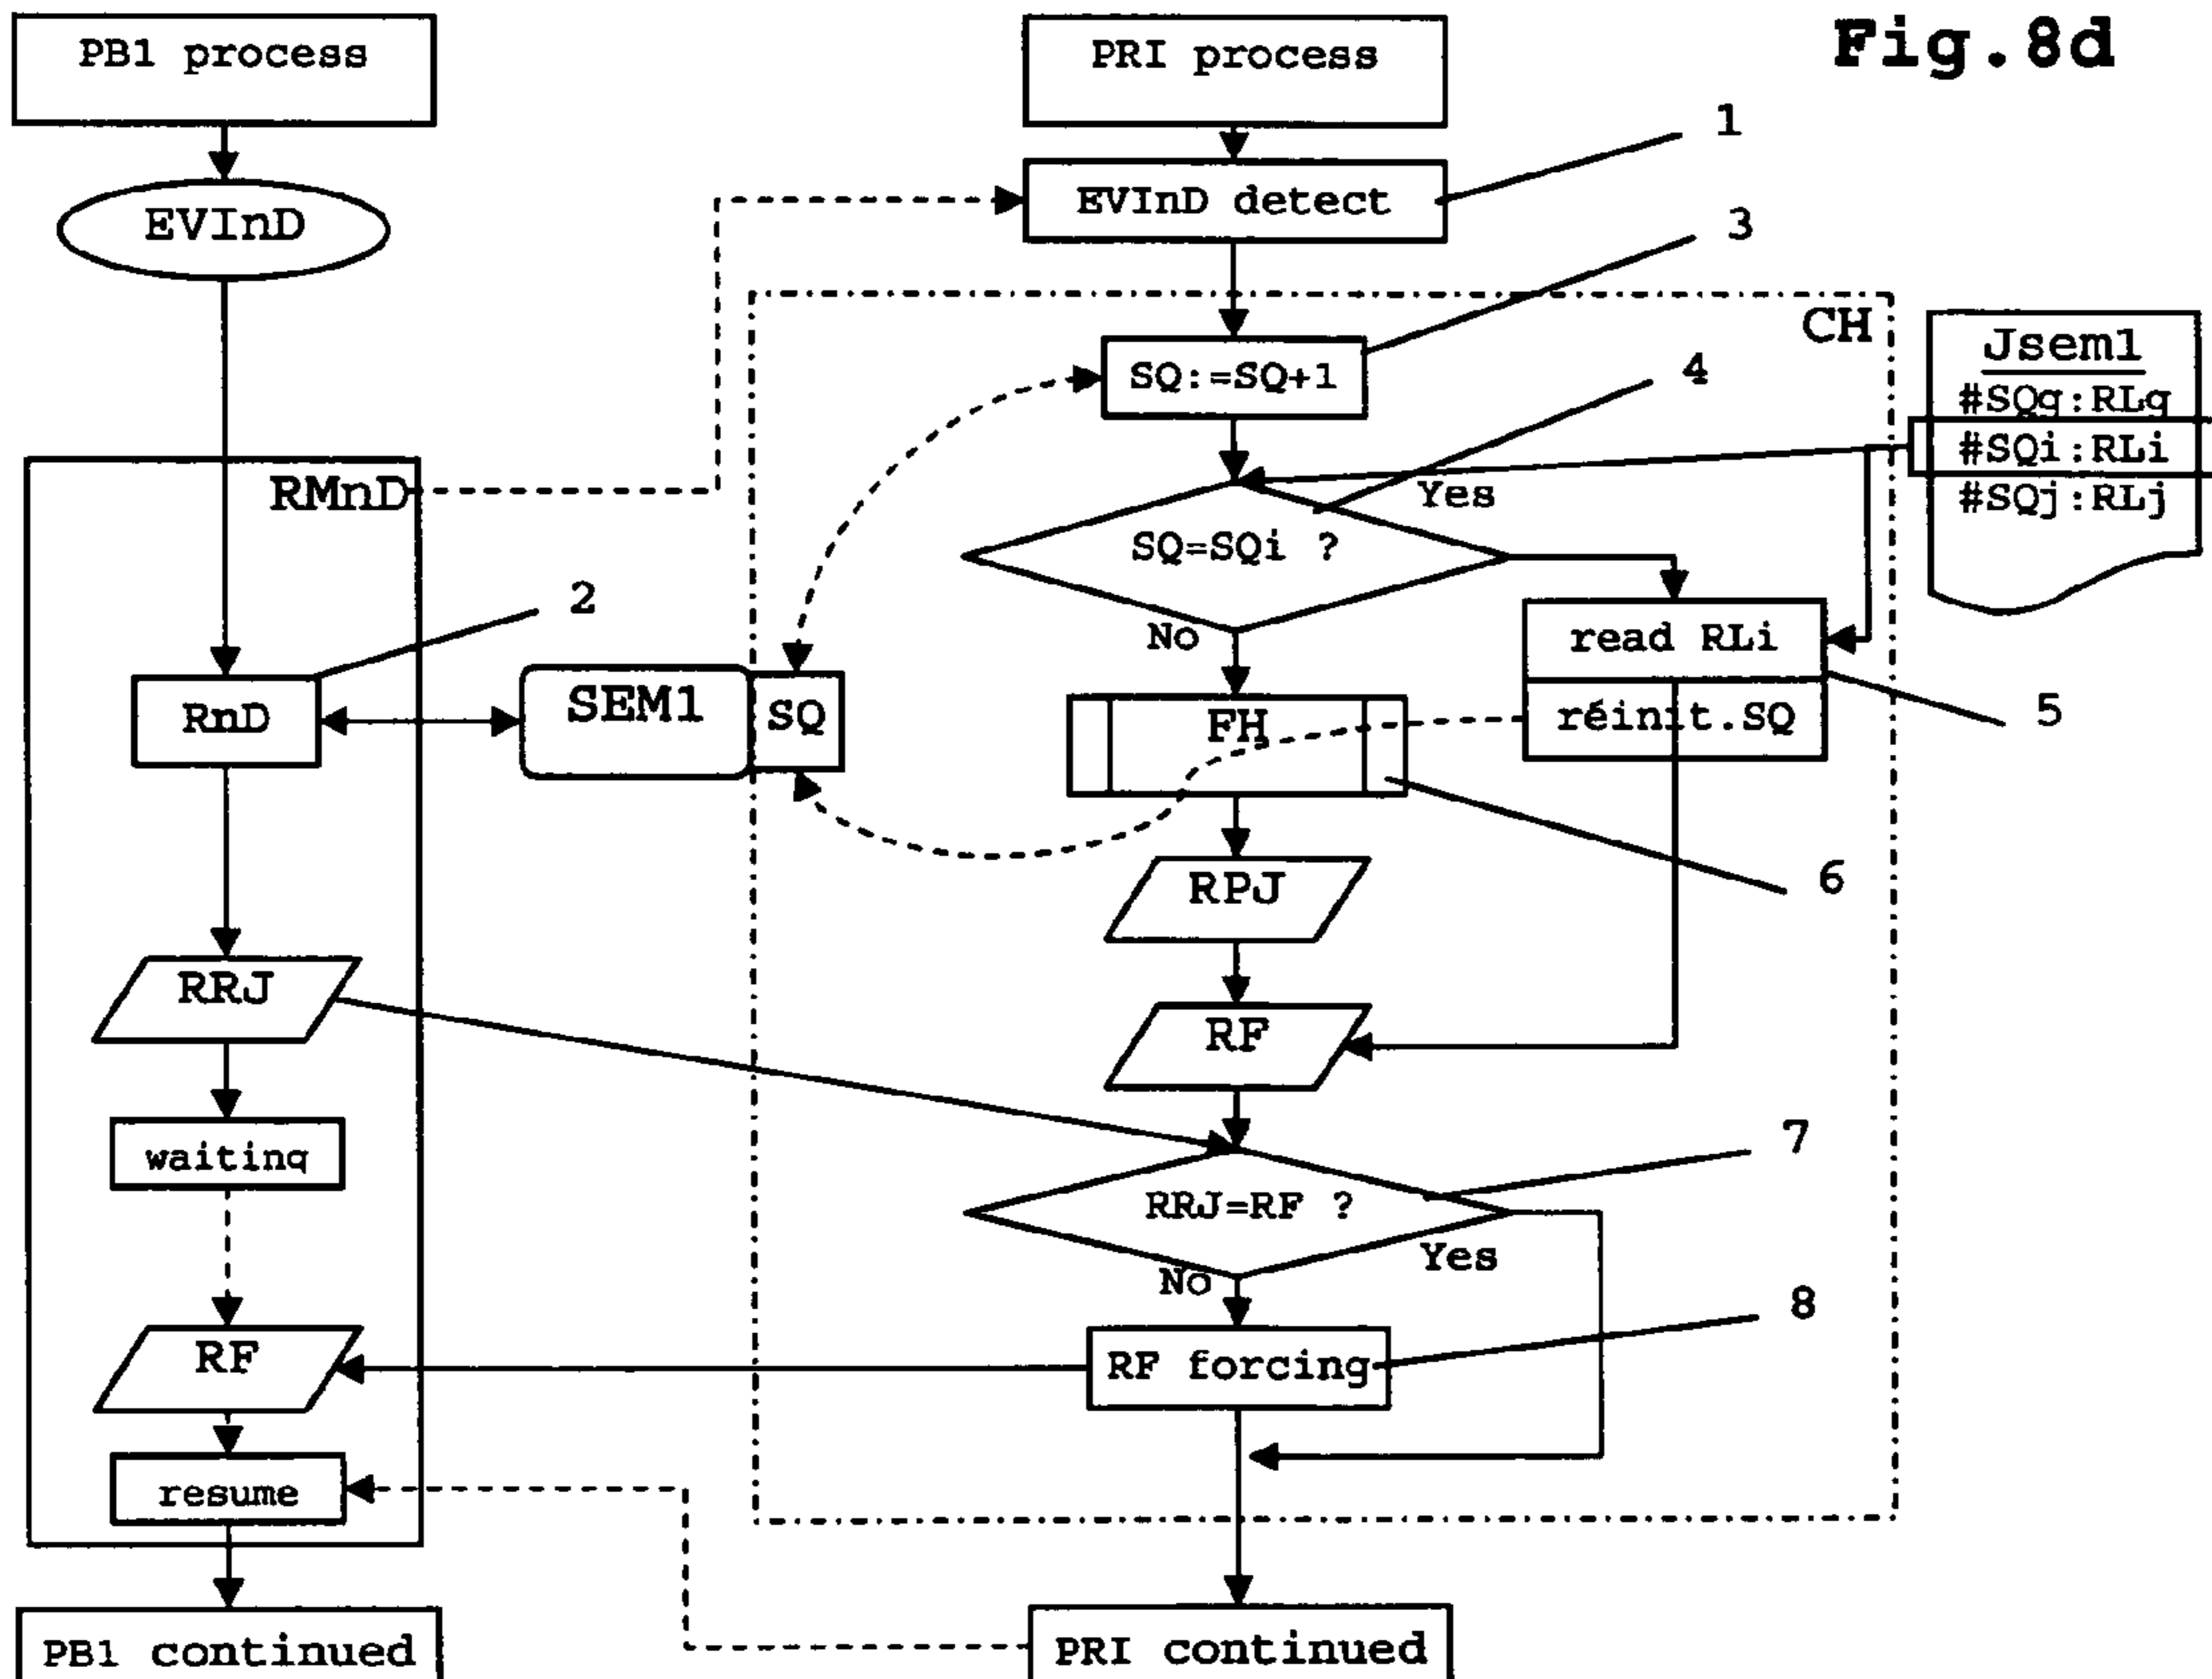 Fig.8d
PB1 process
PRI process
1
EVInD detect
EVInD
3
CH
Jsem1
SQ:=SQ+1
4
#SQq:RLq
#SQi:RLi
RMnD
Yes
#SQj:RLj
SQ=SQi ?
2
No
read RLi
SEM1
SQ
RnD
FH
réinit.SQ
5
6
RPJ
RRJ
RF
7
waiting
RRJ=RF ?
Yes
No
8
RF
RF forcing
resume
PB1 continued
PRI continued